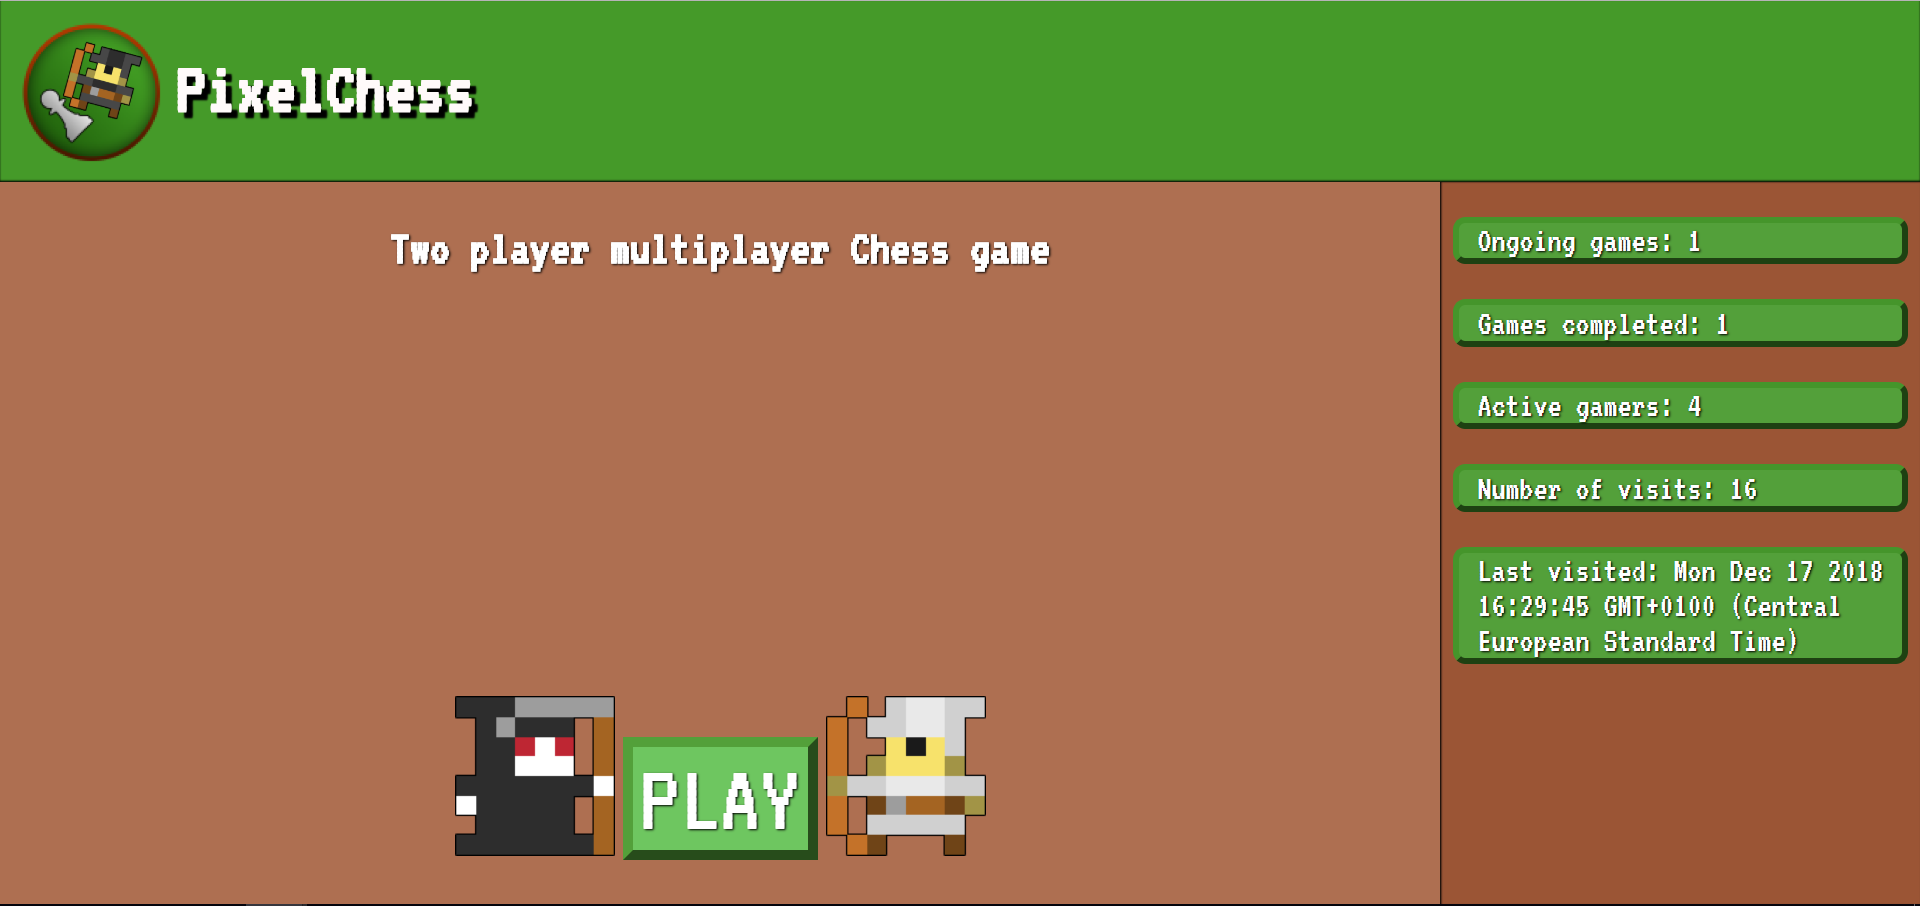 PixelChess
Two player multiplayer Chess game
PLAY
Ongoing games: 1
Games completed: 1
Active gamers: 4
Number of visits: 16
Last visited: Mon Dec 17 2018
16:29:45 GMT+0100 (Central
European Standard Time)